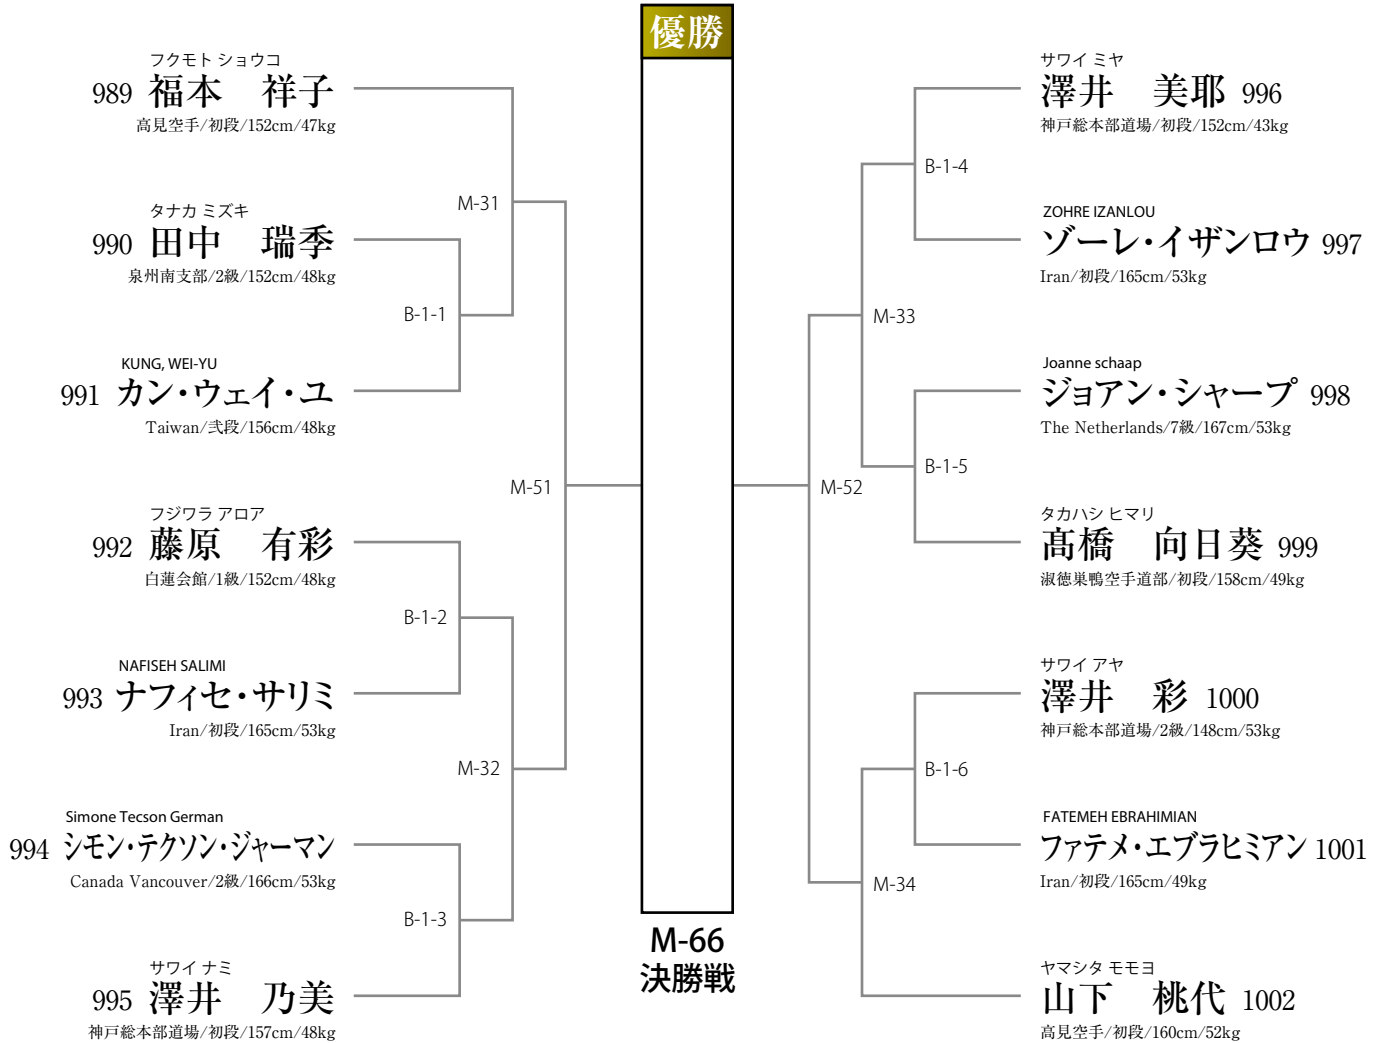 優勝
フクモト ショウコ
989 福本　祥子
高見空手/初段/152cm/47kg
タナカ ミズキ
990 田中　瑞季
泉州南支部/2級/152cm/48kg
KUNG, WEI-YU
991 カン・ウェイ・ユ
Taiwan/弐段/156cm/48kg
フジワラ アロア
992 藤原　有彩
白蓮会館/1級/152cm/48kg
NAFISEH SALIMI
993 ナフィセ・サリミ
Iran/初段/165cm/53kg
Simone Tecson German
994 シモン・テクソン・ジャーマン
Canada Vancouver/2級/166cm/53kg
サワイ ナミ
995 澤井　乃美
神戸総本部道場/初段/157cm/48kg
M-31
B-1-1
M-51
B-1-2
M-32
B-1-3
M-66
決勝戦
サワイ ミヤ
澤井　美耶 996
神戸総本部道場/初段/152cm/43kg
ZOHRE IZANLOU
ゾーレ・イザンロウ 997
Iran/初段/165cm/53kg
Joanne schaap
ジョアン・シャープ 998
The Netherlands/7級/167cm/53kg
タカハシ ヒマリ
髙橋　向日葵 999
淑徳巣鴨空手道部/初段/158cm/49kg
サワイ アヤ
澤井　彩 1000
神戸総本部道場/2級/148cm/53kg
FATEMEH EBRAHIMIAN
ファテメ・エブラヒミアン 1001
Iran/初段/165cm/49kg
ヤマシタ モモヨ
山下　桃代 1002
高見空手/初段/160cm/52kg
B-1-4
M-33
B-1-5
M-52
B-1-6
M-34